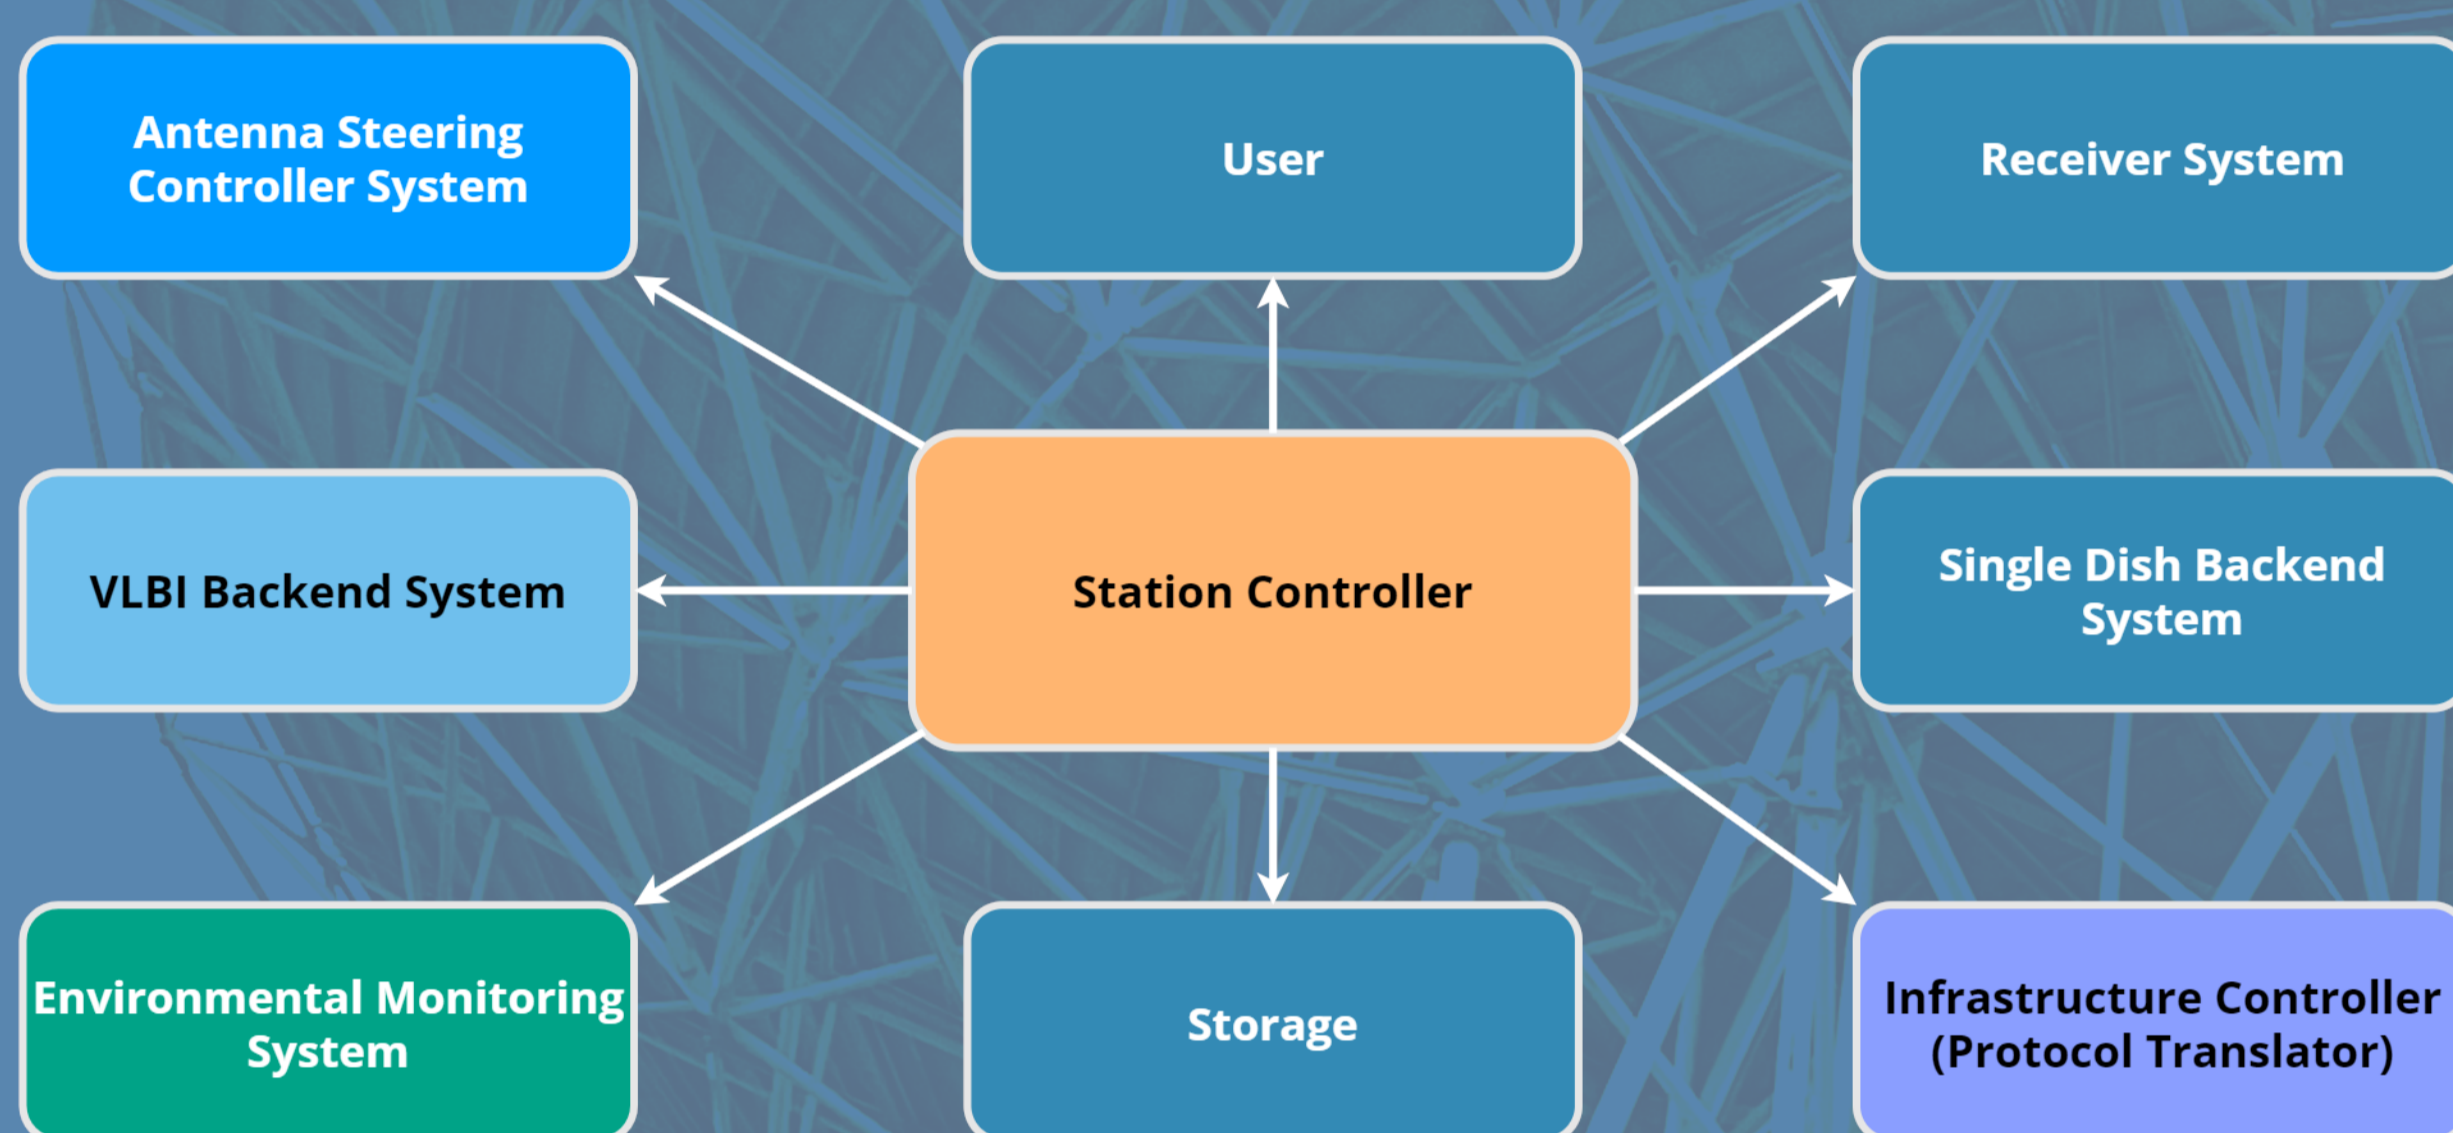 Antenna Steering
Controller System
User
Receiver System
VLBI Backend System
Station Controller
Single Dish Backend
System
Environmental Monitoring
System
Storage
Infrastructure Controller
(Protocol Translator)